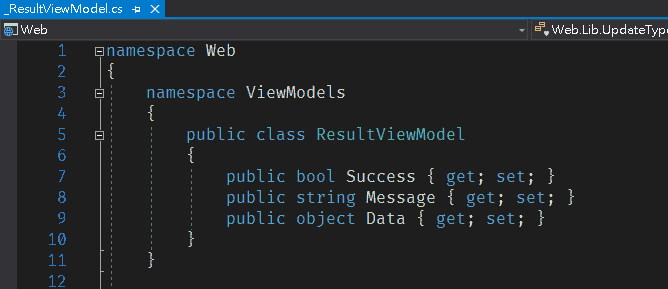 _ResultViewModel.cs
Web
Web.Lib.UpdateType
1 namespace Web
2 {
3 namespace ViewModels
4 {
5 public class ResultViewModel
6 {
7 public bool Success { get; set; }
8 public string Message { get; set; }
9 public object Data { get; set; }
10 }
11 }
12